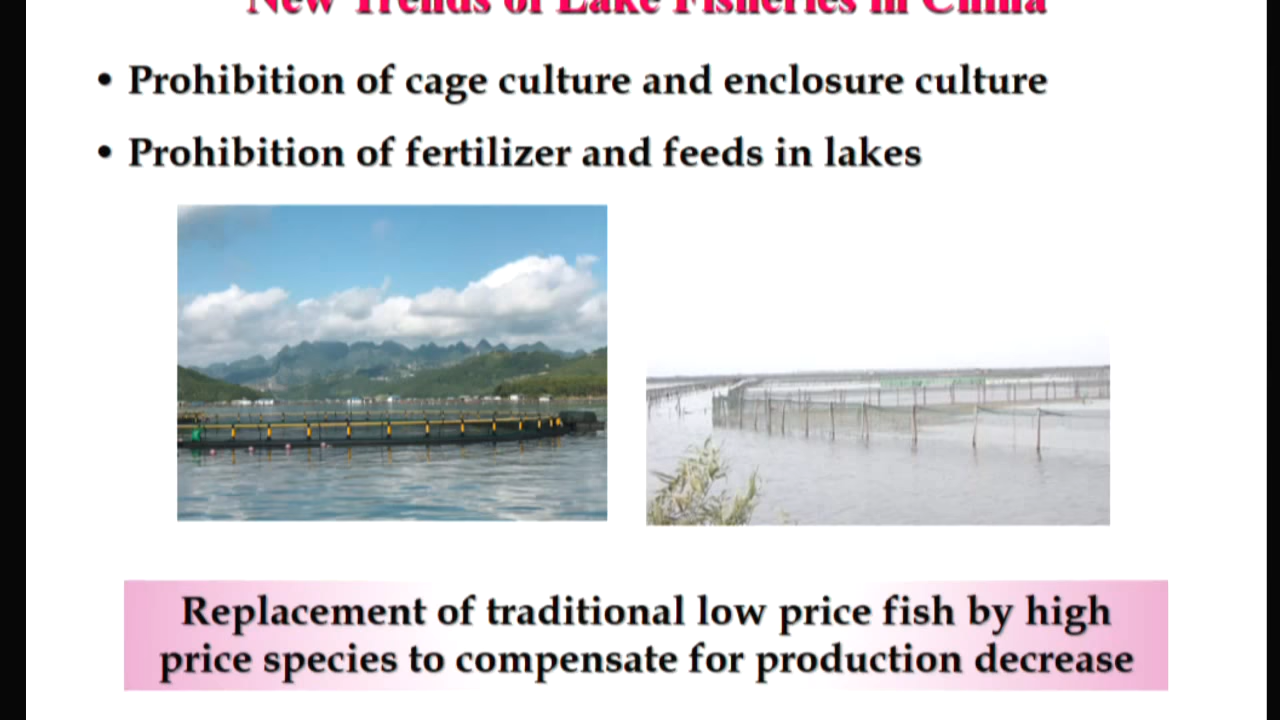 New Trends of Lake Fisheries in China
• Prohibition of cage culture and enclosure culture
• Prohibition of fertilizer and feeds in lakes
Replacement of traditional low price fish by high
price species to compensate for production decrease